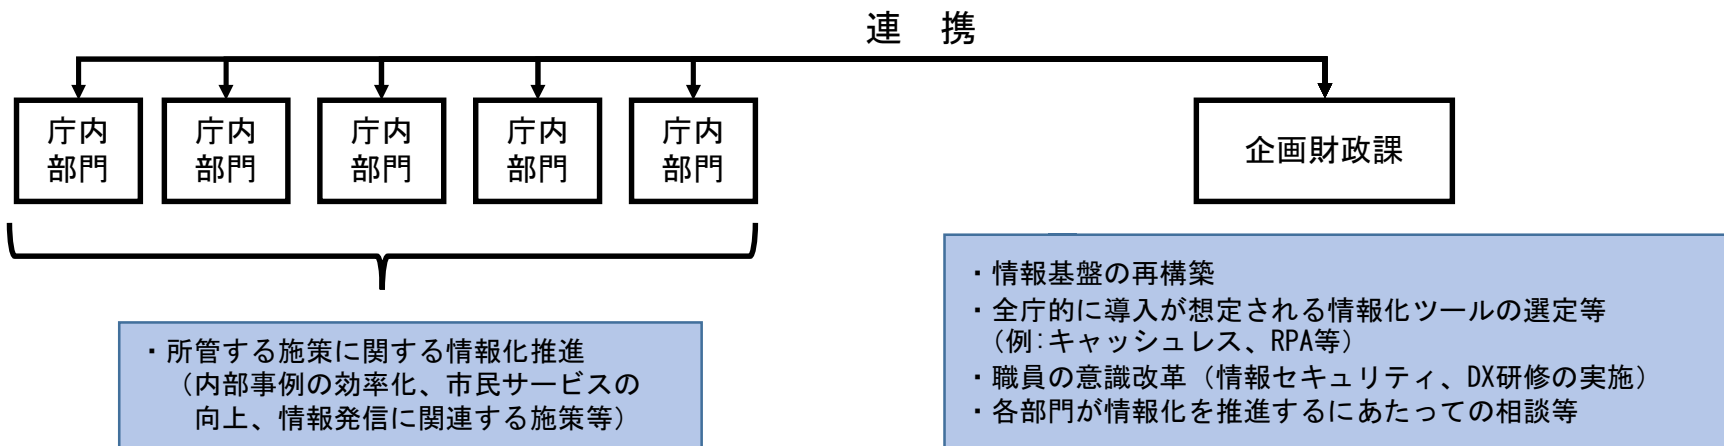 連　携
庁内
部門
庁内
部門
庁内
部門
庁内
部門
庁内
部門
企画財政課
・所管する施策に関する情報化推進
（内部事例の効率化、市民サービスの
向上、情報発信に関連する施策等）
・情報基盤の再構築
・全庁的に導入が想定される情報化ツールの選定等
（例:キャッシュレス、RPA等）
・職員の意識改革（情報セキュリティ、DX研修の実施）
・各部門が情報化を推進するにあたっての相談等